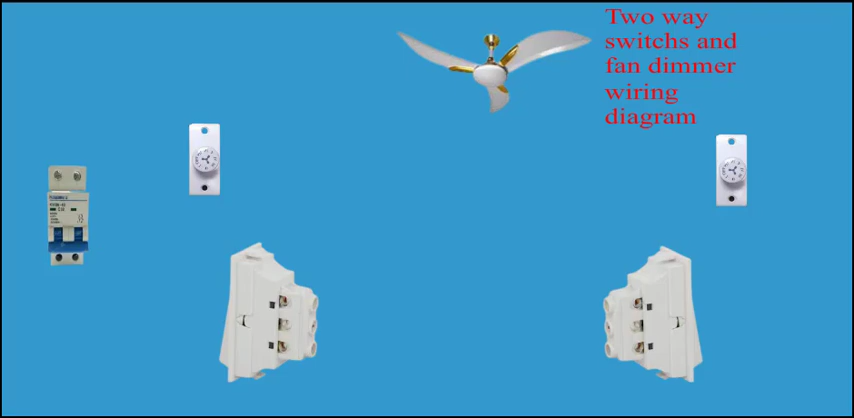 Two way
switchs and
fan dimmer
wiring
diagram